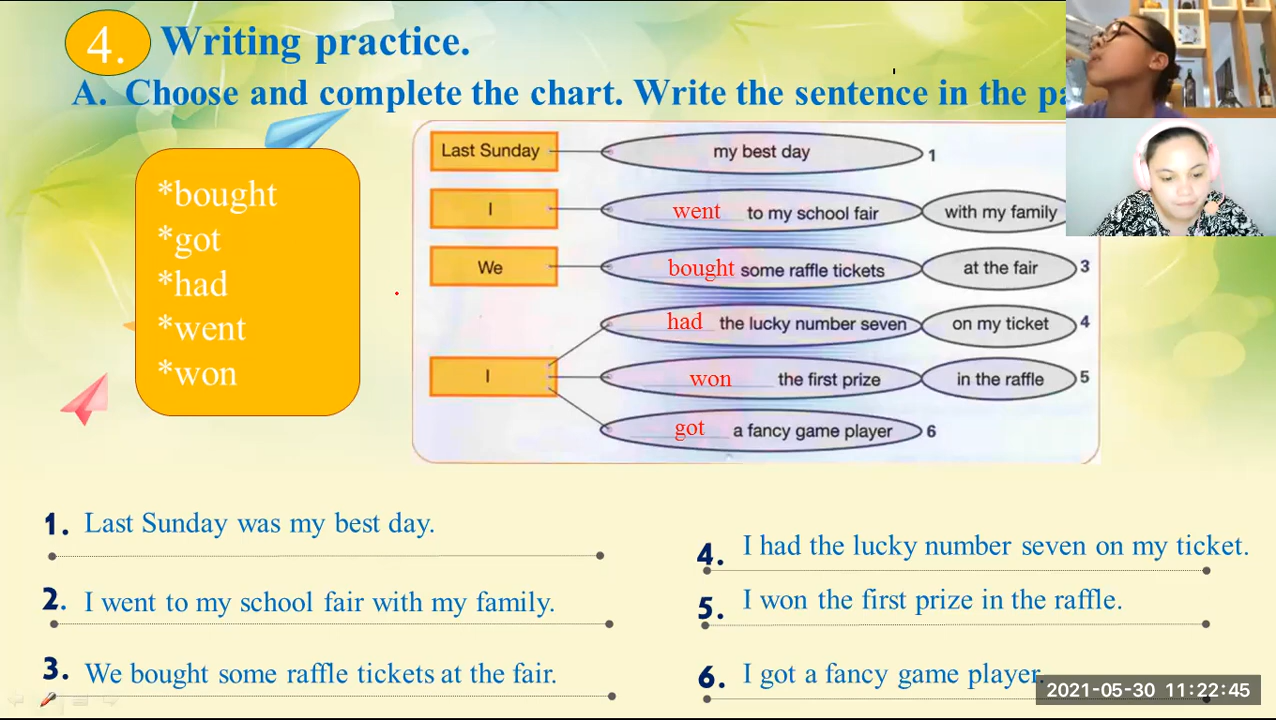 4. Writing practice.
A. Choose and complete the chart. Write the sentence in the
*bought
*got
*had
*went
*won
Last Sunday my best day 1
I went to my school fair with my family
We bought some raffle tickets at the fair 3
had the lucky number seven on my ticket 4
I won the first prize in the raffle 5
got a fancy game player 6
1. Last Sunday was my best day.
2. I went to my school fair with my family.
3. We bought some raffle tickets at the fair.
4. I had the lucky number seven on my ticket.
5. I won the first prize in the raffle.
6. I got a fancy game player.
2021-05-30 11:22:45